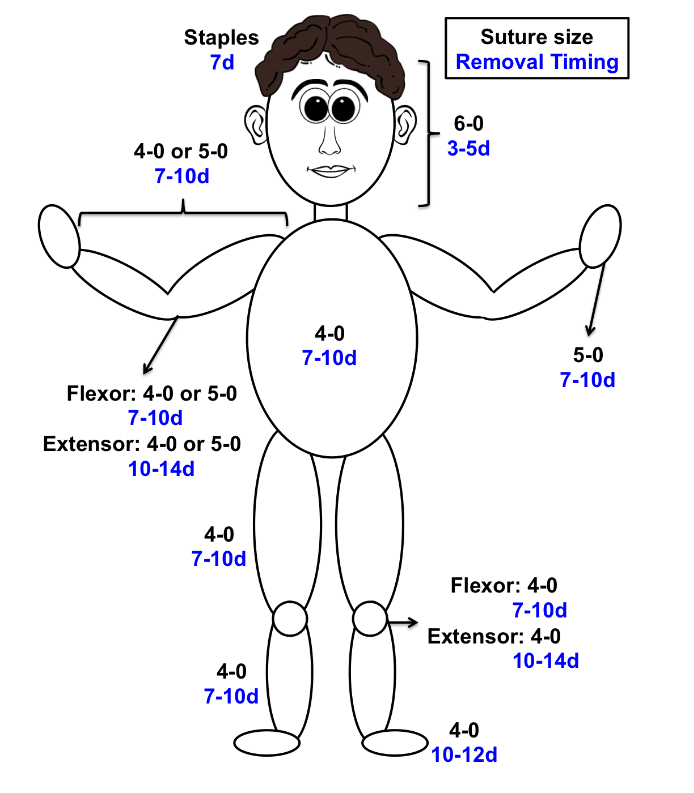 Staples
7d
Suture size
Removal Timing
6-0
3-5d
4-0 or 5-0
7-10d
4-0
7-10d
5-0
7-10d
Flexor: 4-0 or 5-0
7-10d
Extensor: 4-0 or 5-0
10-14d
4-0
7-10d
Flexor: 4-0
7-10d
Extensor: 4-0
10-14d
4-0
7-10d
4-0
10-12d